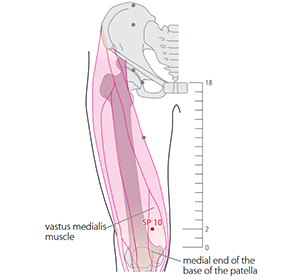 18
SP 10
vastus medialis
muscle
2
0
medial end of the
base of the patella